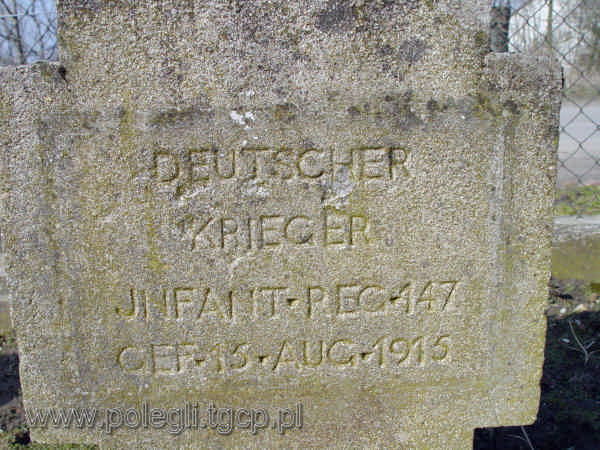 DEUTSCHER
KRIEGER
JNFANT·REG·147
GEF·15·AUG·1915
www.polegli.tgcp.pl